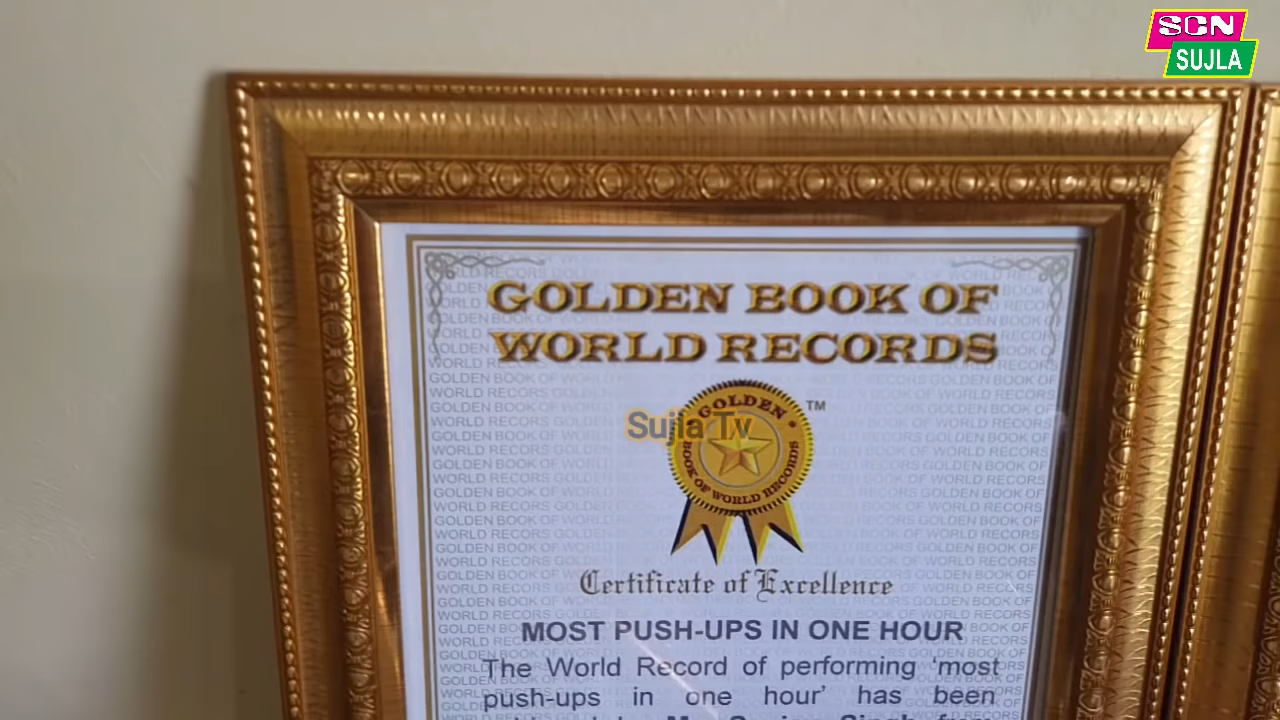 SCN
SUJLA
GOLDEN BOOK OF
WORLD RECORDS
GOLDEN
BOOK OF WORLD RECORDS
TM
Sujla Tv
Certificate of Excellence
MOST PUSH-UPS IN ONE HOUR
The World Record of performing ‘most
push-ups in one hour’ has been